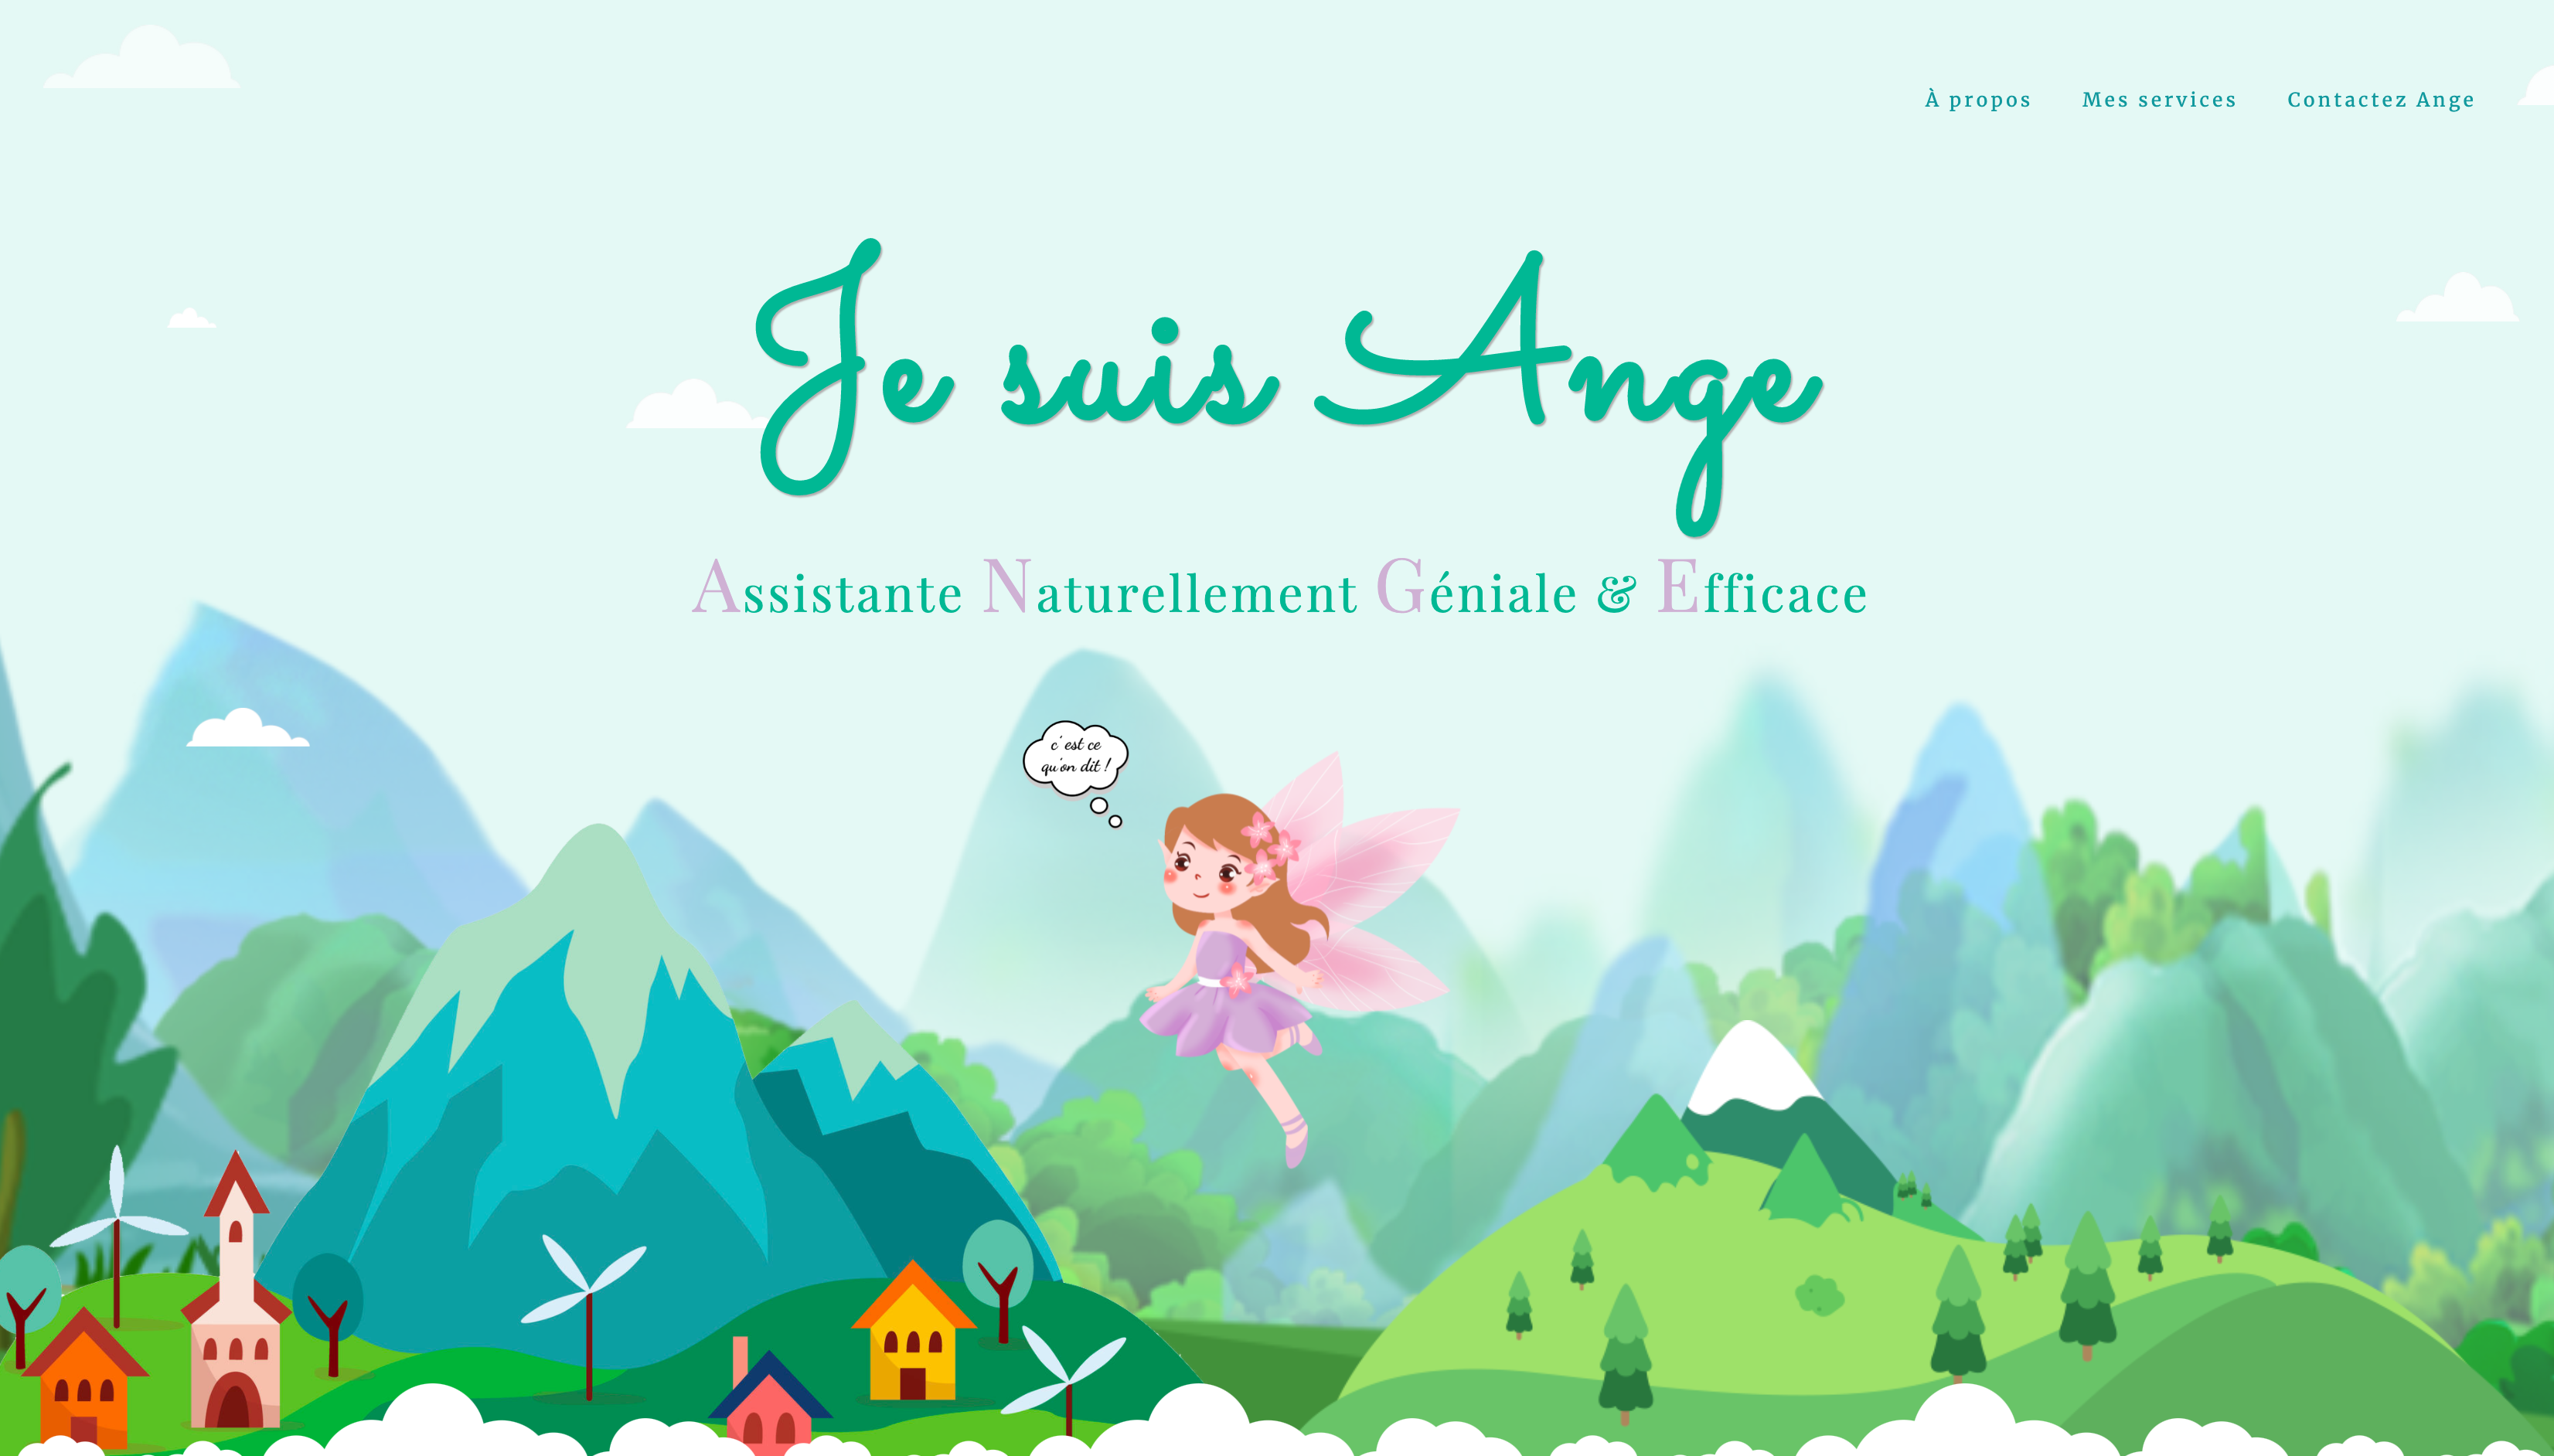 À propos Mes services Contactez Ange
Je suis Ange
Assistante Naturellement Géniale & Efficace
c'est ce
qu'on dit !